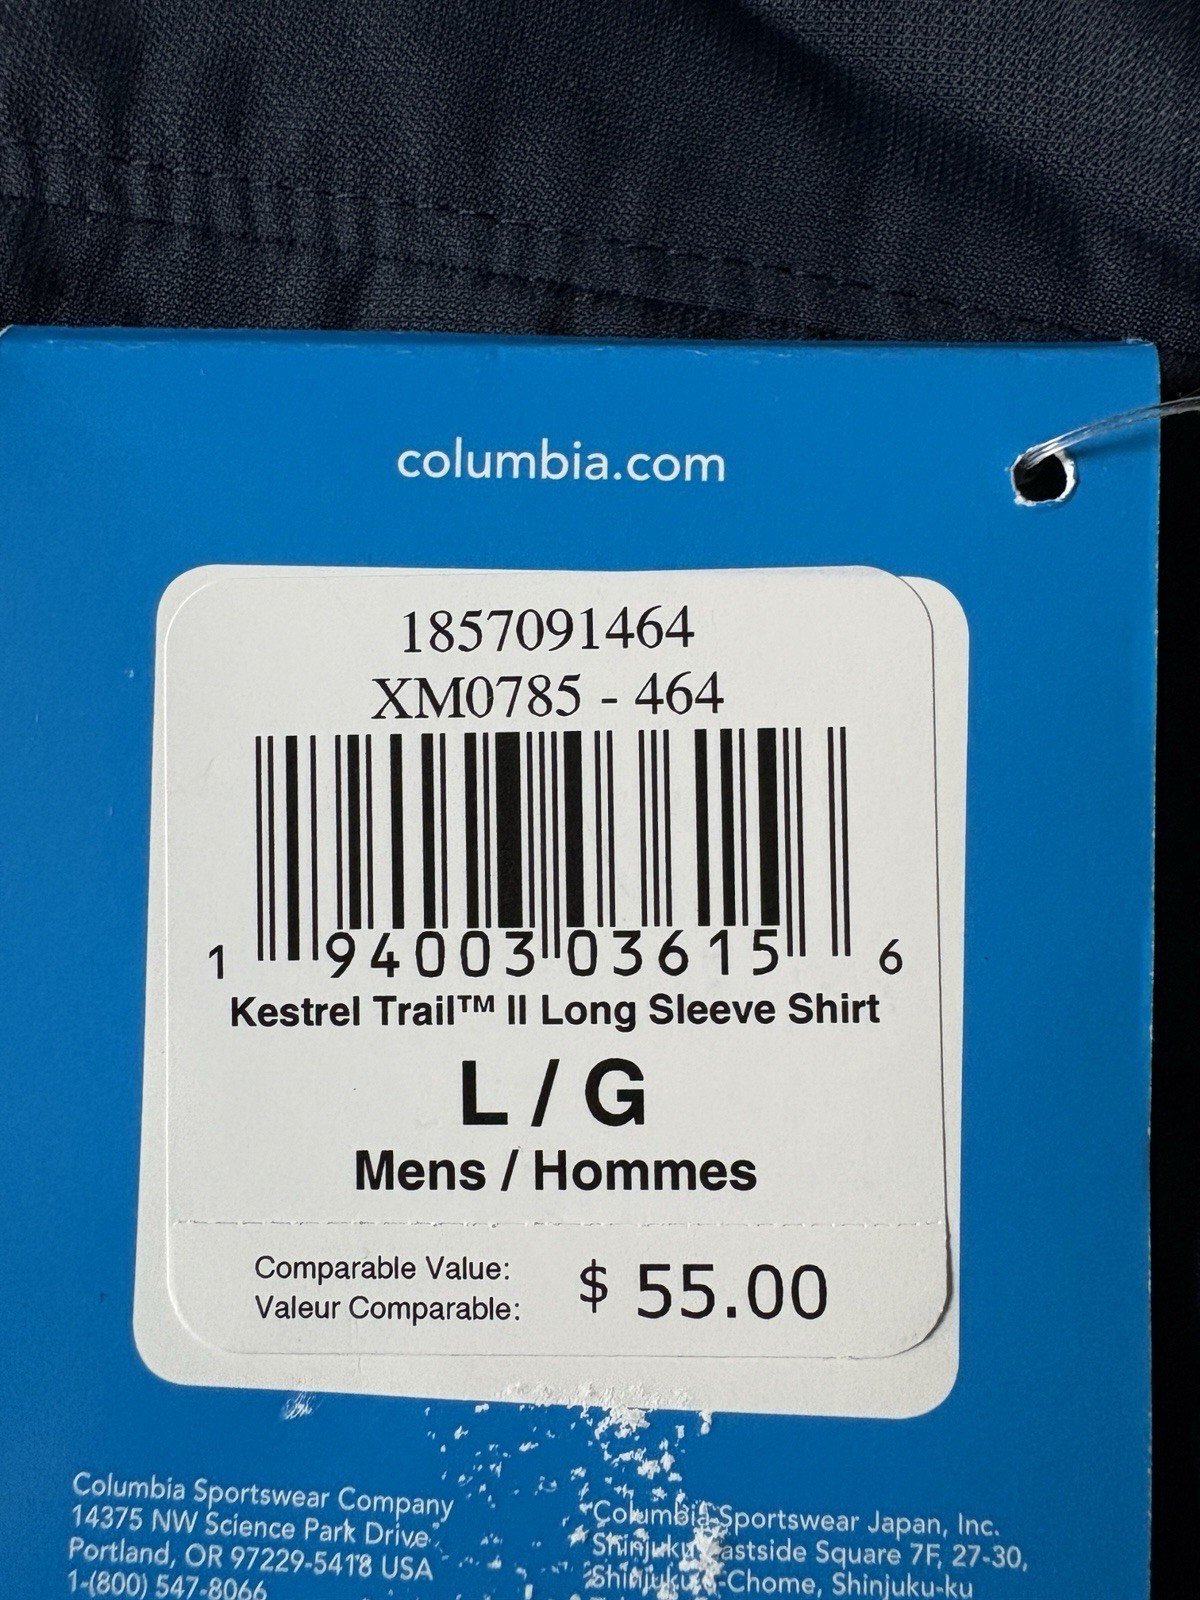 columbia.com
1857091464
XM0785 - 464
1 94003 03615 6
Kestrel Trail™ II Long Sleeve Shirt
L / G
Mens / Hommes
Comparable Value:
Valeur Comparable:
$ 55.00
Columbia Sportswear Company
14375 NW Science Park Drive
Portland, OR 97229-5418 USA
1-(800) 547-8066
Columbia Sportswear Japan, Inc.
Shinjuku Eastside Square 7F, 27-30,
-Chome, Shinjuku-ku